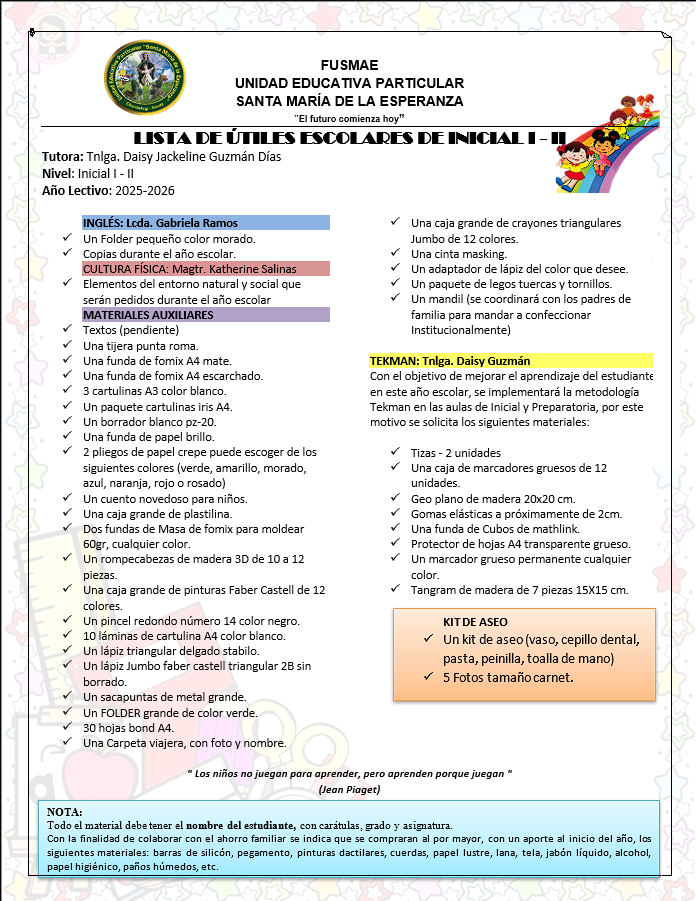 FUSMAE
UNIDAD EDUCATIVA PARTICULAR
SANTA MARÍA DE LA ESPERANZA
¨El futuro comienza hoy”
LISTA DE ÚTILES ESCOLARES DE INICIAL I - II
Tutora: Tnlga. Daisy Jackeline Guzmán Días
Nivel: Inicial I - II
Año Lectivo: 2025-2026
INGLÉS: Lcda. Gabriela Ramos
✓ Un Folder pequeño color morado.
✓ Copias durante el año escolar.
CULTURA FÍSICA: Magtr. Katherine Salinas
✓ Elementos del entorno natural y social que
serán pedidos durante el año escolar
MATERIALES AUXILIARES
✓ Textos (pendiente)
✓ Una tijera punta roma.
✓ Una funda de fomix A4 mate.
✓ Una funda de fomix A4 escarchado.
✓ 3 cartulinas A3 color blanco.
✓ Un paquete cartulinas iris A4.
✓ Un borrador blanco pz-20.
✓ Una funda de papel brillo.
✓ 2 pliegos de papel crepe puede escoger de los
siguientes colores (verde, amarillo, morado,
azul, naranja, rojo o rosado)
✓ Un cuento novedoso para niños.
✓ Una caja grande de plastilina.
✓ Dos fundas de Masa de fomix para moldear
60gr, cualquier color.
✓ Un rompecabezas de madera 3D de 10 a 12
piezas.
✓ Una caja grande de pinturas Faber Castell de 12
colores.
✓ Un pincel redondo número 14 color negro.
✓ 10 láminas de cartulina A4 color blanco.
✓ Un lápiz triangular delgado stabilo.
✓ Un lápiz Jumbo faber castell triangular 2B sin
borrado.
✓ Un sacapuntas de metal grande.
✓ Un FOLDER grande de color verde.
✓ 30 hojas bond A4.
✓ Una Carpeta viajera, con foto y nombre.
✓ Una caja grande de crayones triangulares
Jumbo de 12 colores.
✓ Una cinta masking.
✓ Un adaptador de lápiz del color que desee.
✓ Un paquete de legos tuercas y tornillos.
✓ Un mandil (se coordinará con los padres de
familia para mandar a confeccionar
Institucionalmente)
TEKMAN: Tnlga. Daisy Guzmán
Con el objetivo de mejorar el aprendizaje del estudiante
en este año escolar, se implementará la metodología
Tekman en las aulas de Inicial y Preparatoria, por este
motivo se solicita los siguientes materiales:
✓ Tizas - 2 unidades
✓ Una caja de marcadores gruesos de 12
unidades.
✓ Geo plano de madera 20x20 cm.
✓ Gomas elásticas a próximamente de 2cm.
✓ Una funda de Cubos de mathlink.
✓ Protector de hojas A4 transparente grueso.
✓ Un marcador grueso permanente cualquier
color.
✓ Tangram de madera de 7 piezas 15X15 cm.
KIT DE ASEO
✓ Un kit de aseo (vaso, cepillo dental,
pasta, peinilla, toalla de mano)
✓ 5 Fotos tamaño carnet.
" Los niños no juegan para aprender, pero aprenden porque juegan "
(Jean Piaget)
NOTA:
Todo el material debe tener el nombre del estudiante, con carátulas, grado y asignatura.
Con la finalidad de colaborar con el ahorro familiar se indica que se compraran al por mayor, con un aporte al inicio del año, los
siguientes materiales: barras de silicón, pegamento, pinturas dactilares, cuerdas, papel lustre, lana, tela, jabón líquido, alcohol,
papel higiénico, paños húmedos, etc.